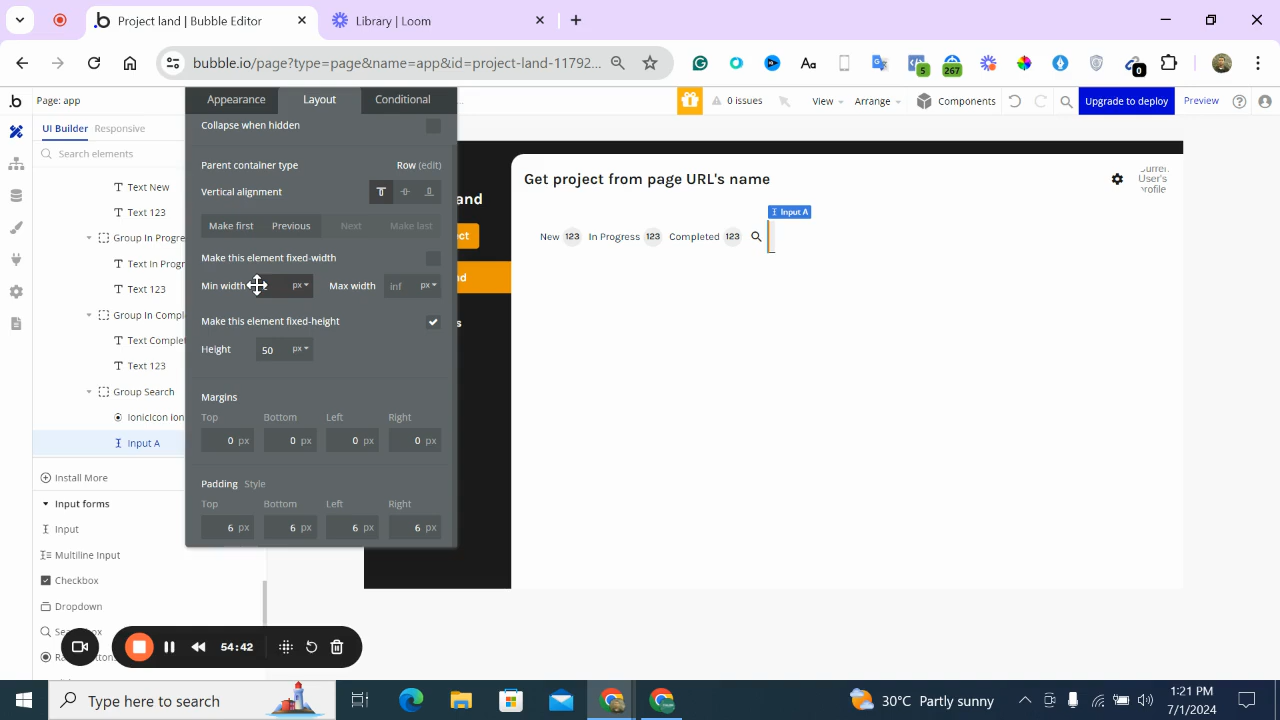 Project land | Bubble Editor
Library | Loom
bubble.io/page?type=page&name=app&id=project-land-11792...
5
267
0
Page: app
Appearance
Layout
Conditional
0 issues
View
Arrange
Components
Upgrade to deploy
Preview
UI Builder
Responsive
Search elements
Text New
Text 123
Group In Progre
Text In Progr
Text 123
Group In Compl
Text Complet
Text 123
Group Search
IonicIcon ion
Input A
Install More
Input forms
Input
Multiline Input
Checkbox
Dropdown
Collapse when hidden
Parent container type
Row (edit)
Vertical alignment
Make first
Previous
Next
Make last
Make this element fixed-width
Min width
px
Max width
inf
px
Make this element fixed-height
Height
50
px
Margins
Top
Bottom
Left
Right
0 px
0 px
0 px
0 px
Padding
Style
Top
Bottom
Left
Right
6 px
6 px
6 px
6 px
and
ect
nd
s
Get project from page URL's name
User's
Input A
New
123
In Progress
123
Completed
123
54:42
Type here to search
30°C Partly sunny
1:21 PM
7/1/2024